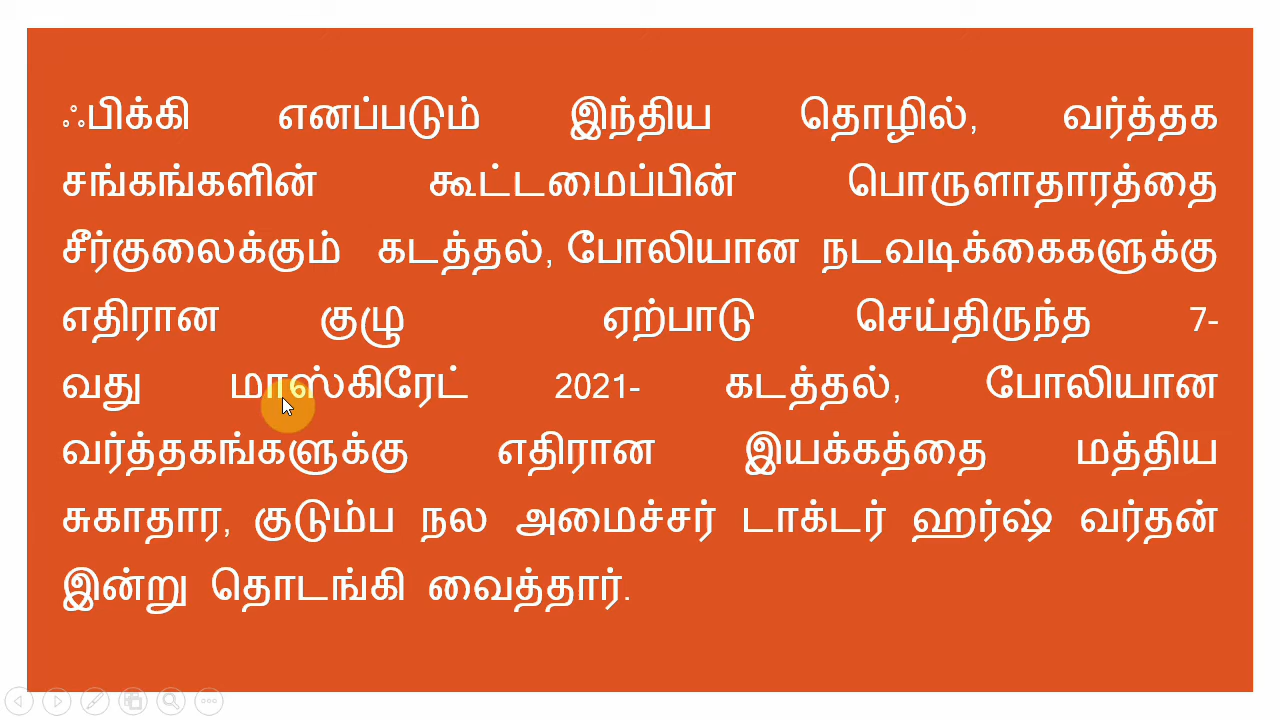 ஃபிக்கி எனப்படும் இந்திய தொழில், வர்த்தக
சங்கங்களின் கூட்டமைப்பின் பொருளாதாரத்தை
சீர்குலைக்கும் கடத்தல், போலியான நடவடிக்கைகளுக்கு
எதிரான குழு ஏற்பாடு செய்திருந்த 7-
வது மாஸ்கிரேட் 2021- கடத்தல், போலியான
வர்த்தகங்களுக்கு எதிரான இயக்கத்தை மத்திய
சுகாதார, குடும்ப நல அமைச்சர் டாக்டர் ஹர்ஷ் வர்தன்
இன்று தொடங்கி வைத்தார்.